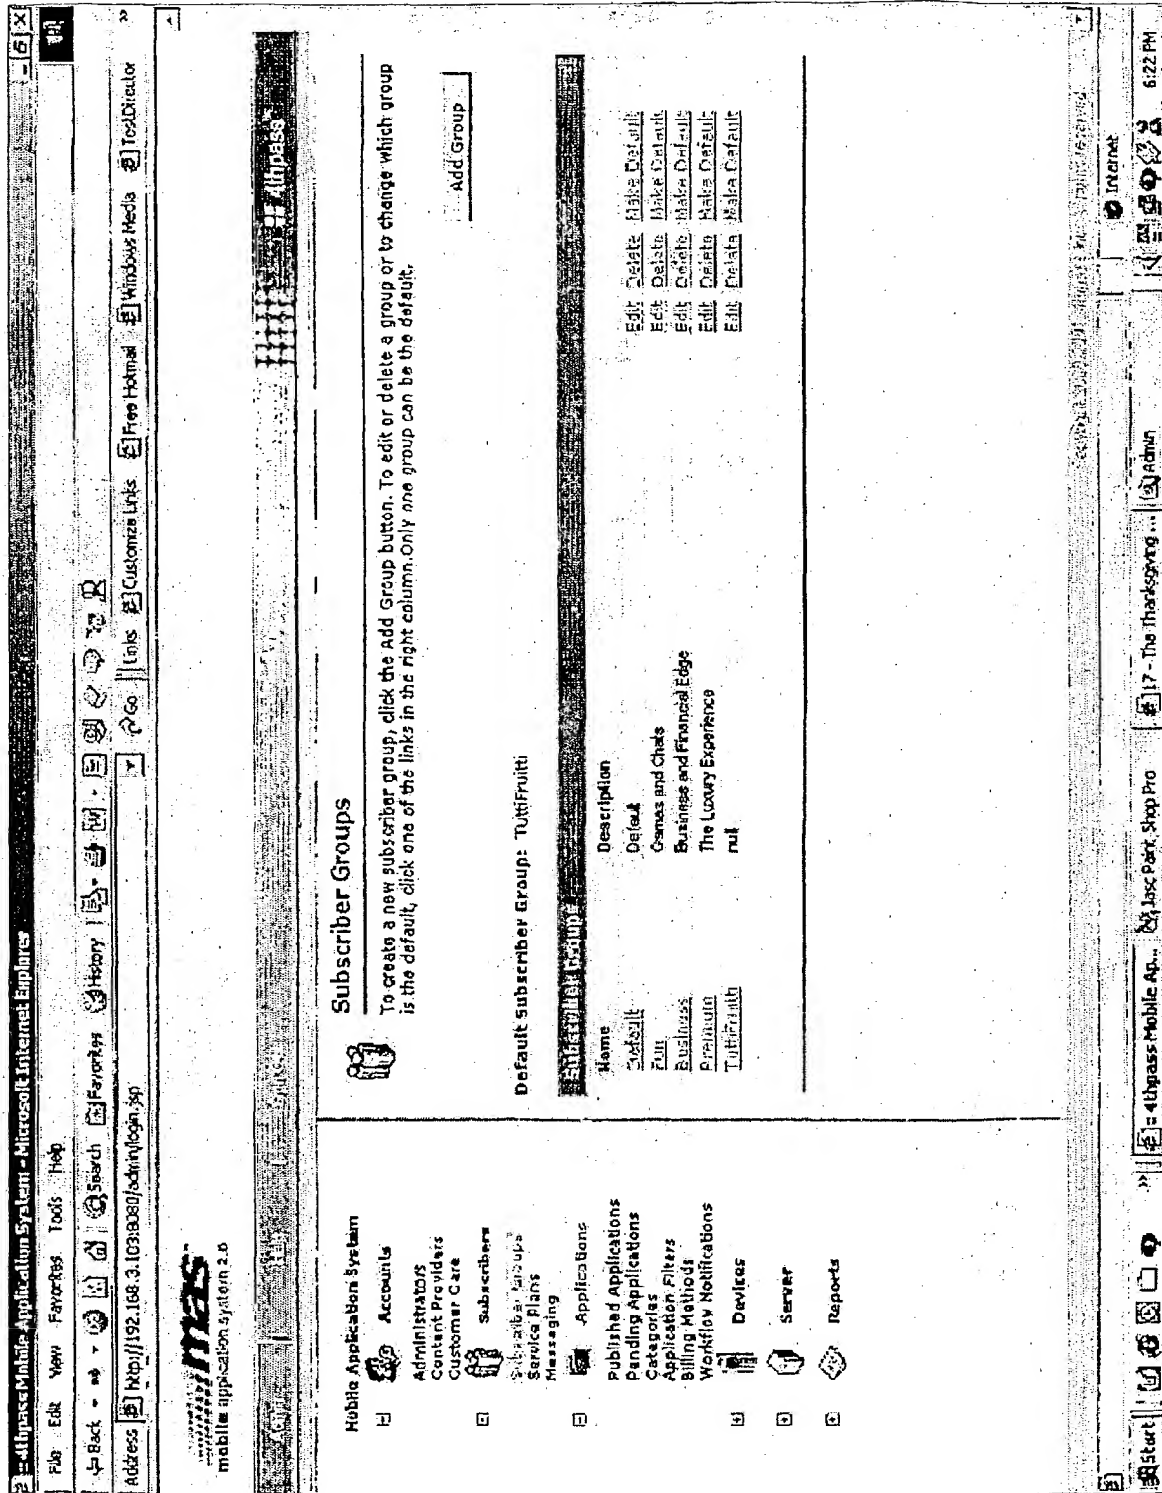 4thpass Mobile Application System - Microsoft Internet Explorer
File Edit View Favorites Tools Help
Back Search Favorites History
Address http://192.168.3.103:8080/admin/login.jsp Go Links Customize Links Free Hotmail Windows Media TestDirector
mas
mobile application system 2.0
4thpass
Mobile Application System
Accounts
Administrators
Content Providers
Customer Care
Subscribers
Subscriber Groups
Service Plans
Messaging
Applications
Published Applications
Pending Applications
Categories
Application Filters
Billing Methods
Workflow Notifications
Devices
Server
Reports
Subscriber Groups
To create a new subscriber group, click the Add Group button. To edit or delete a group or to change which group
is the default, click one of the links in the right column.Only one group can be the default.
Add Group
Default Subscriber Group: TuttiFruitti
Subscriber Groups
Name Description
Default Default Edit Delete Make Default
Fun Games and Chats Edit Delete Make Default
Business Business and Financial Edge Edit Delete Make Default
Premium The Luxury Experience Edit Delete Make Default
TuttiFruitti null Edit Delete Make Default
Internet
Start 4thpass Mobile Ap... Jasc Paint Shop Pro 17 - The Thanksgiving ... Admin 6:22 PM